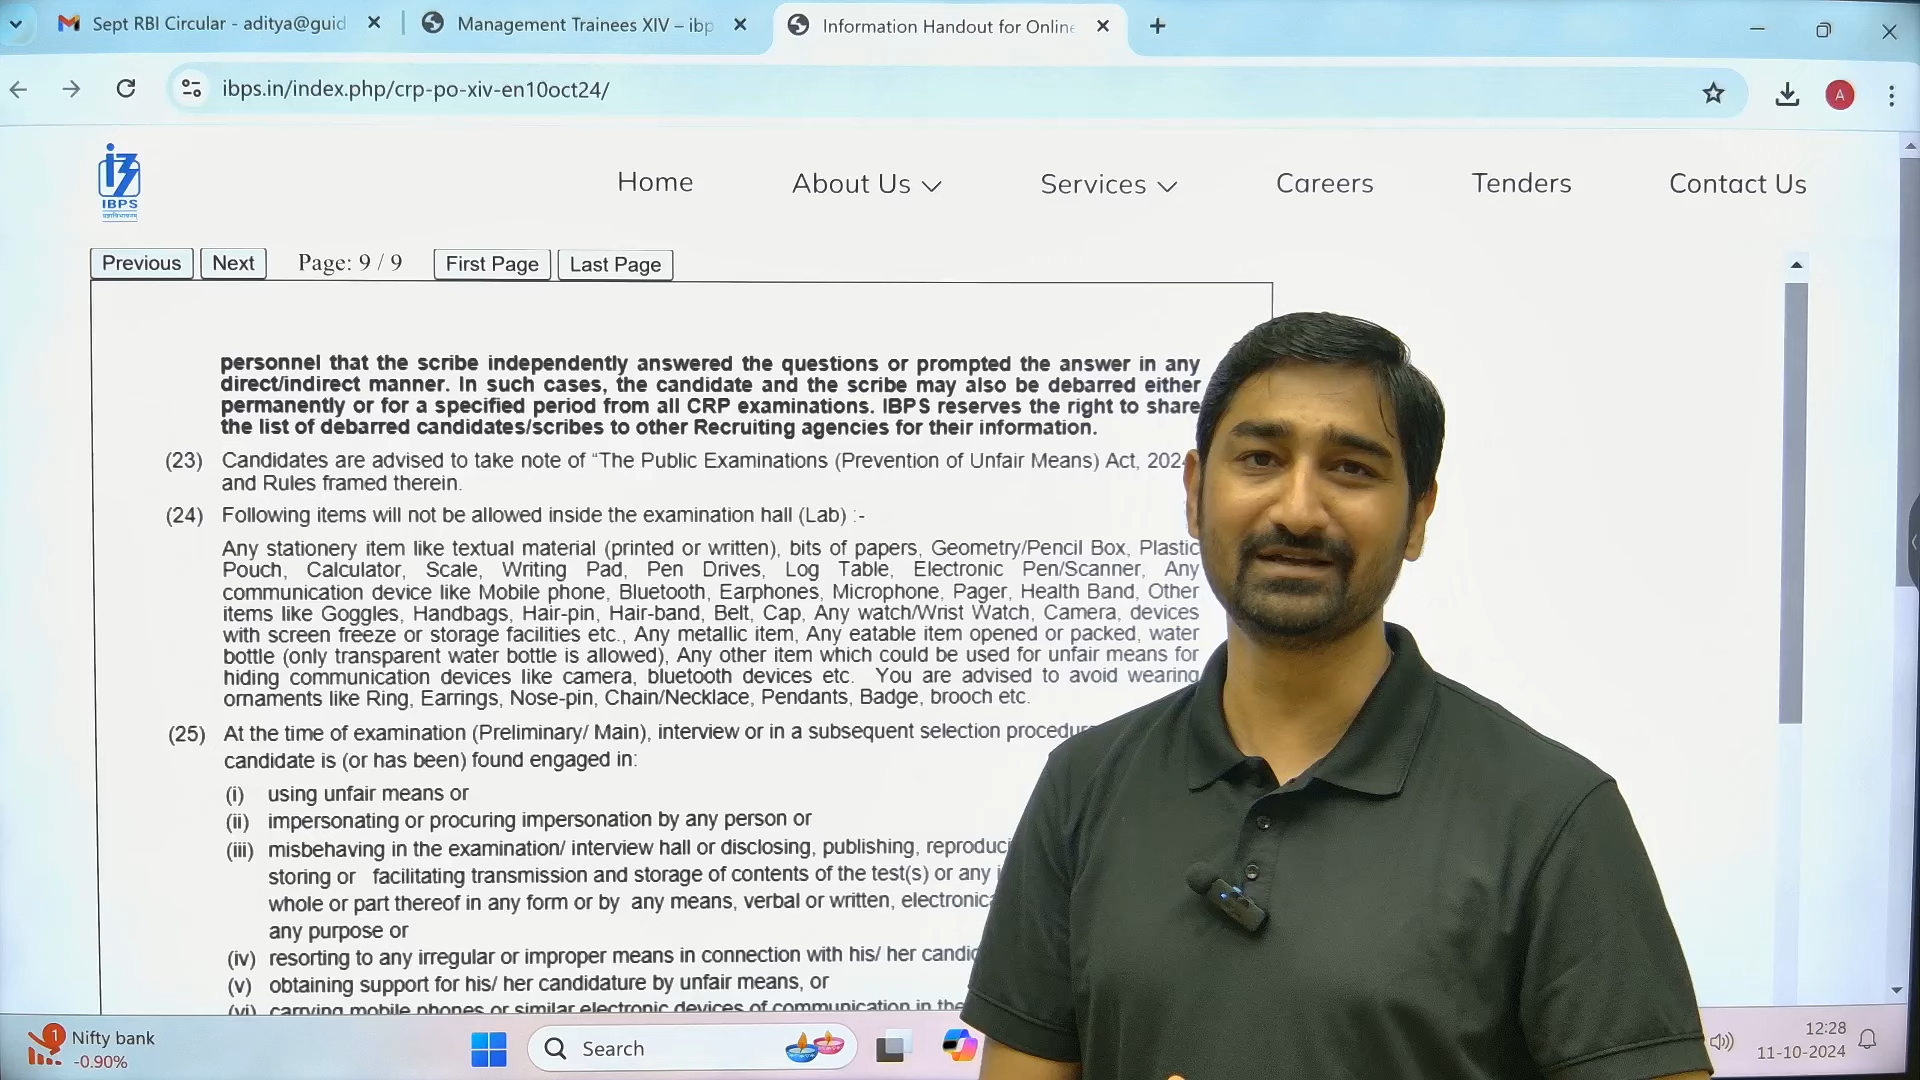 Sept RBI Circular - aditya@guid
Management Trainees XIV – ibp
Information Handout for Online
ibps.in/index.php/crp-po-xiv-en10oct24/
A
IBPS
Home
About Us
Services
Careers
Tenders
Contact Us
Previous
Next
Page: 9 / 9
First Page
Last Page
personnel that the scribe independently answered the questions or prompted the answer in any
direct/indirect manner. In such cases, the candidate and the scribe may also be debarred either
permanently or for a specified period from all CRP examinations. IBPS reserves the right to share
the list of debarred candidates/scribes to other Recruiting agencies for their information.
(23) Candidates are advised to take note of “The Public Examinations (Prevention of Unfair Means) Act, 2024
and Rules framed therein.
(24) Following items will not be allowed inside the examination hall (Lab) :-
Any stationery item like textual material (printed or written), bits of papers, Geometry/Pencil Box, Plastic
Pouch, Calculator, Scale, Writing Pad, Pen Drives, Log Table, Electronic Pen/Scanner, Any
communication device like Mobile phone, Bluetooth, Earphones, Microphone, Pager, Health Band, Other
items like Goggles, Handbags, Hair-pin, Hair-band, Belt, Cap, Any watch/Wrist Watch, Camera, devices
with screen freeze or storage facilities etc., Any metallic item, Any eatable item opened or packed, water
bottle (only transparent water bottle is allowed), Any other item which could be used for unfair means for
hiding communication devices like camera, bluetooth devices etc. You are advised to avoid wearing
ornaments like Ring, Earrings, Nose-pin, Chain/Necklace, Pendants, Badge, brooch etc.
(25) At the time of examination (Preliminary/ Main), interview or in a subsequent selection procedur
candidate is (or has been) found engaged in:
(i) using unfair means or
(ii) impersonating or procuring impersonation by any person or
(iii) misbehaving in the examination/ interview hall or disclosing, publishing, reproduci
storing or facilitating transmission and storage of contents of the test(s) or any i
whole or part thereof in any form or by any means, verbal or written, electronica
any purpose or
(iv) resorting to any irregular or improper means in connection with his/ her candid
(v) obtaining support for his/ her candidature by unfair means, or
(vi) carrying mobile phones or similar electronic devices of communication in the
1
Nifty bank
-0.90%
Search
12:28
11-10-2024